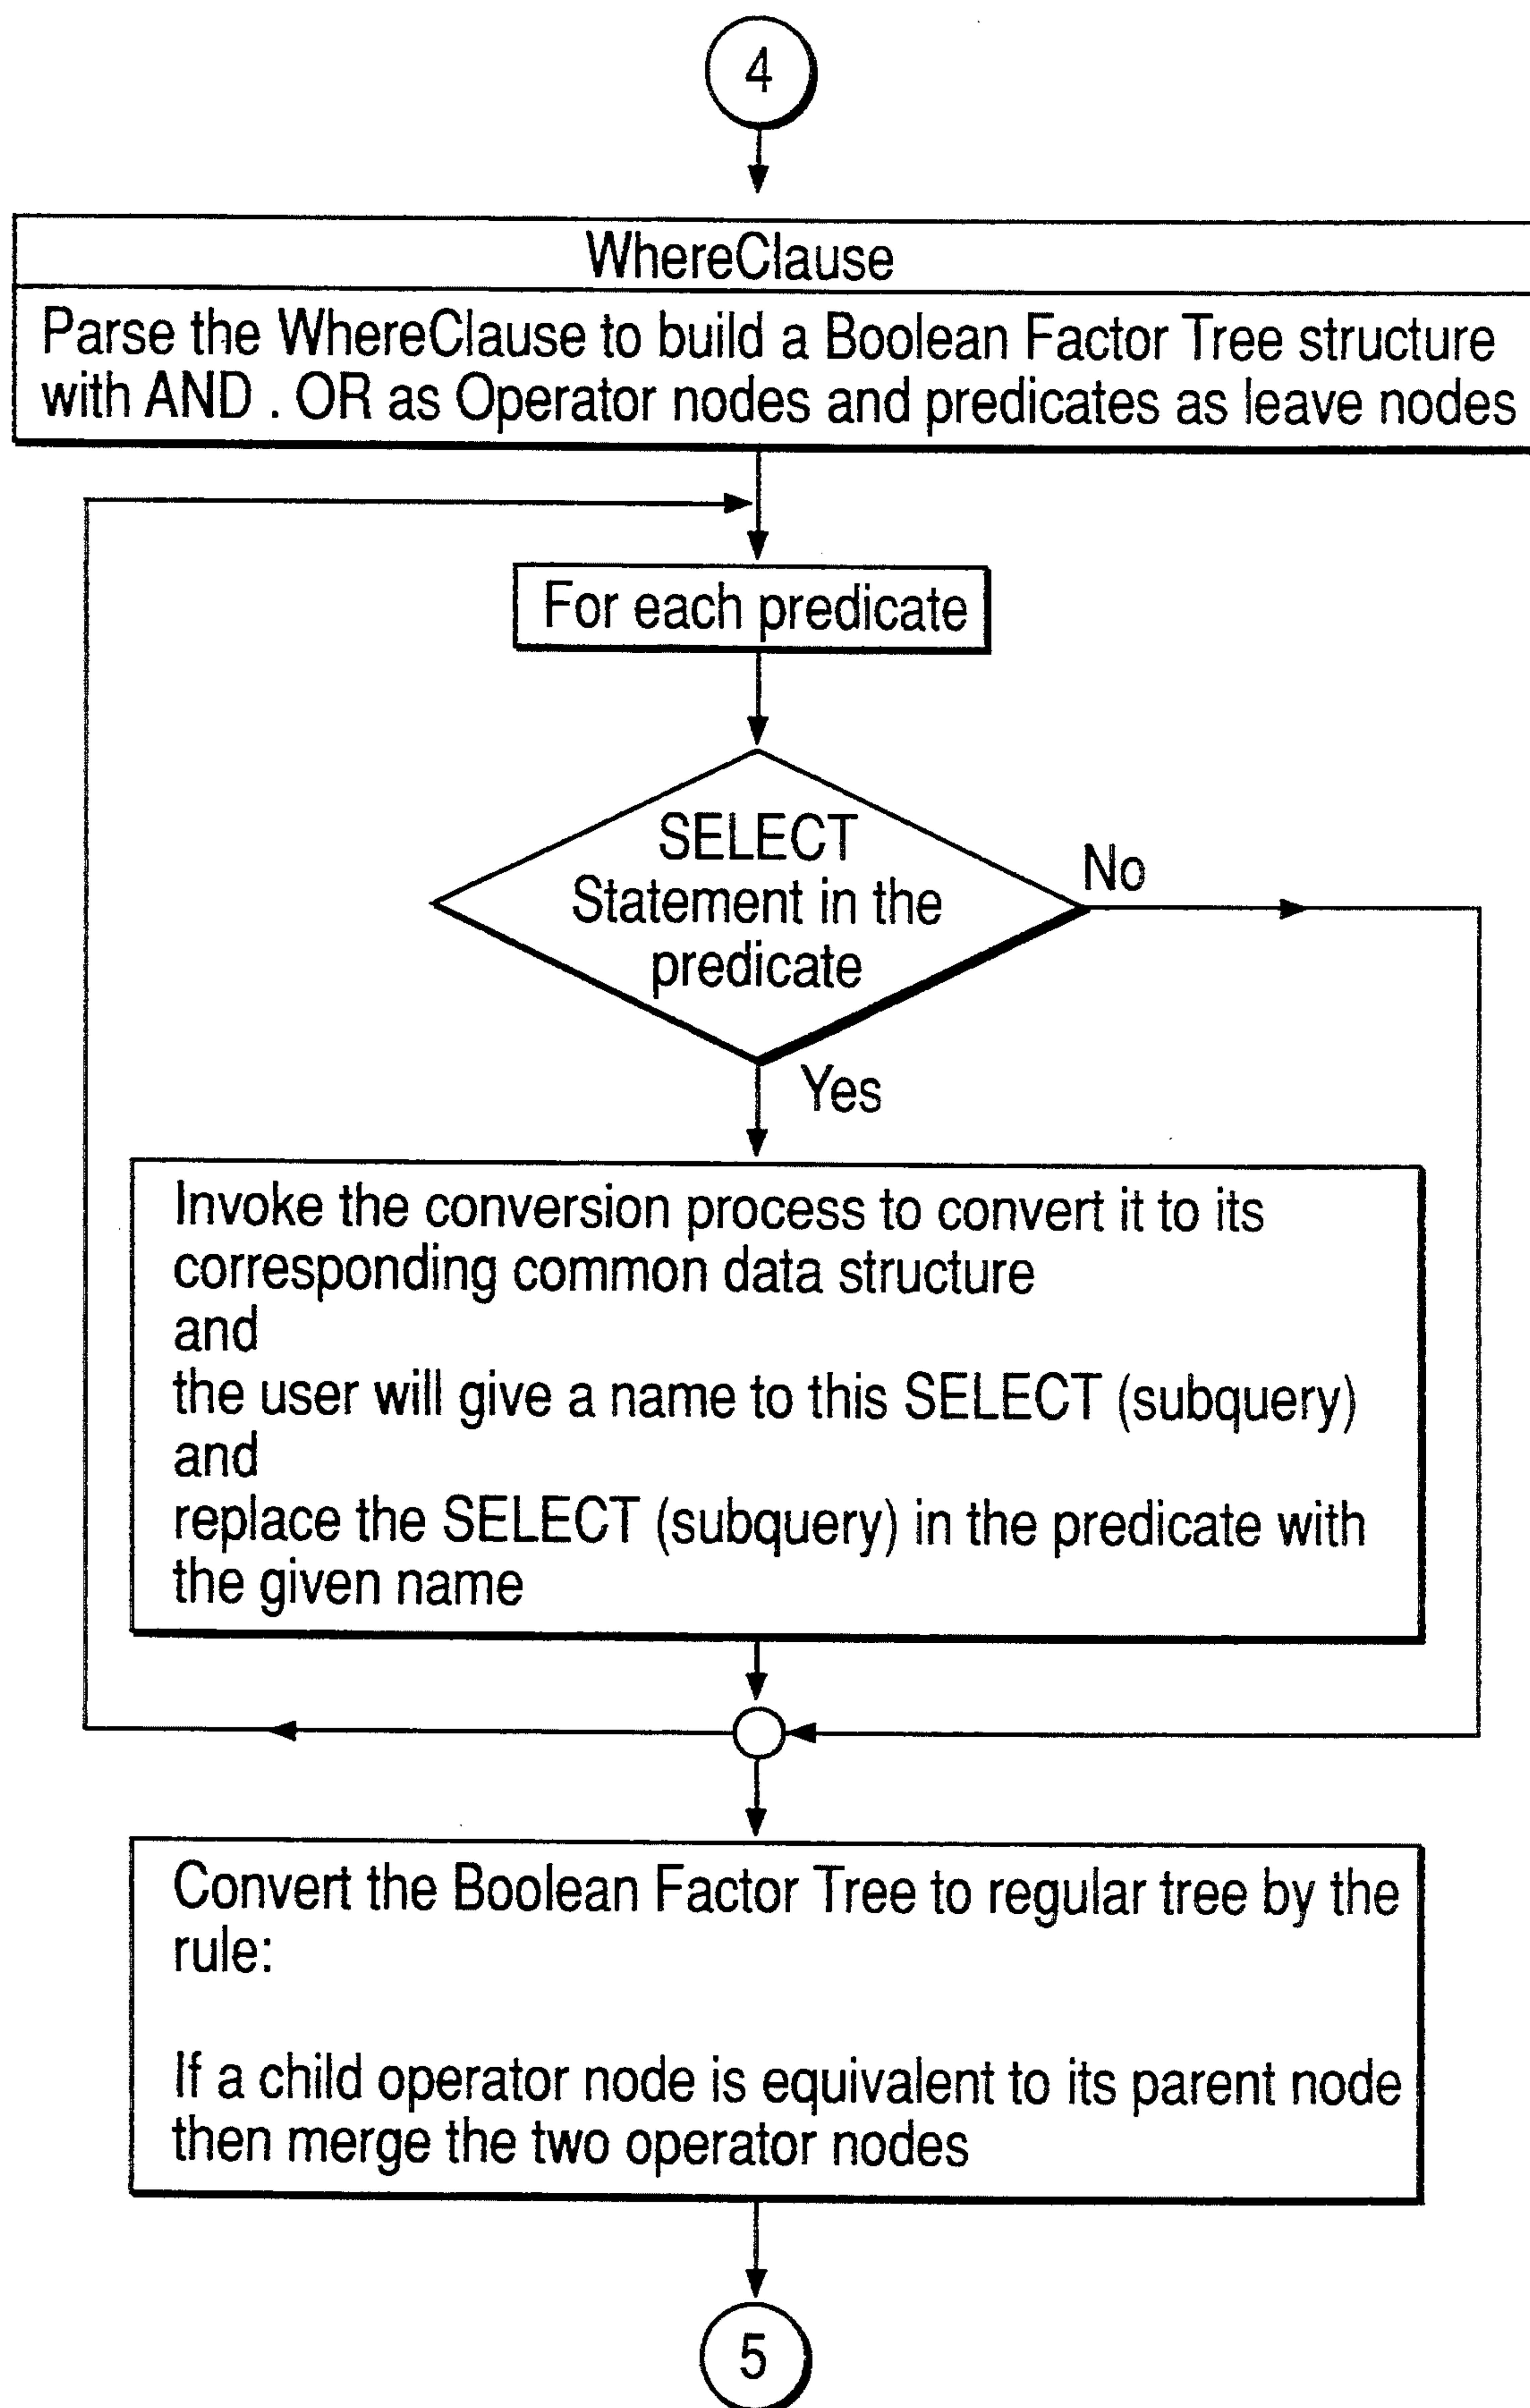 4
WhereClause
Parse the WhereClause to build a Boolean Factor Tree structure
with AND . OR as Operator nodes and predicates as leave nodes
For each predicate
SELECT
Statement in the
predicate
No
Yes
Invoke the conversion process to convert it to its
corresponding common data structure
and
the user will give a name to this SELECT (subquery)
and
replace the SELECT (subquery) in the predicate with
the given name
Convert the Boolean Factor Tree to regular tree by the
rule:
If a child operator node is equivalent to its parent node
then merge the two operator nodes
5